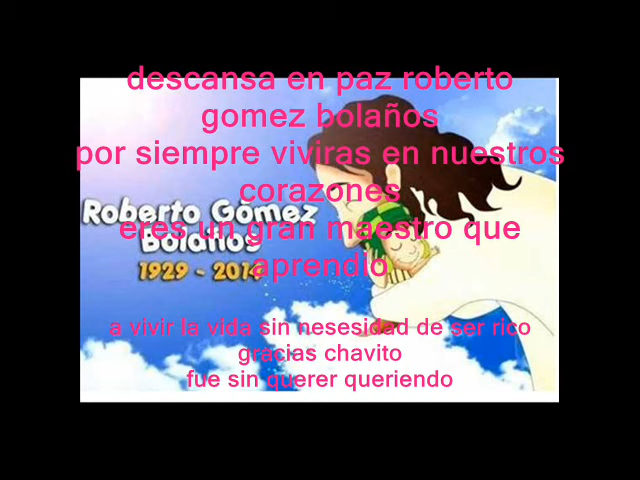 descansa en paz roberto
gomez bolaños
por siempre viviras en nuestros
corazones
Roberto Gómez
eres un gran maestro que
Bolaños
aprendio
1929 - 2014
a vivir la vida sin nesesidad de ser rico
gracias chavito
fue sin querer queriendo